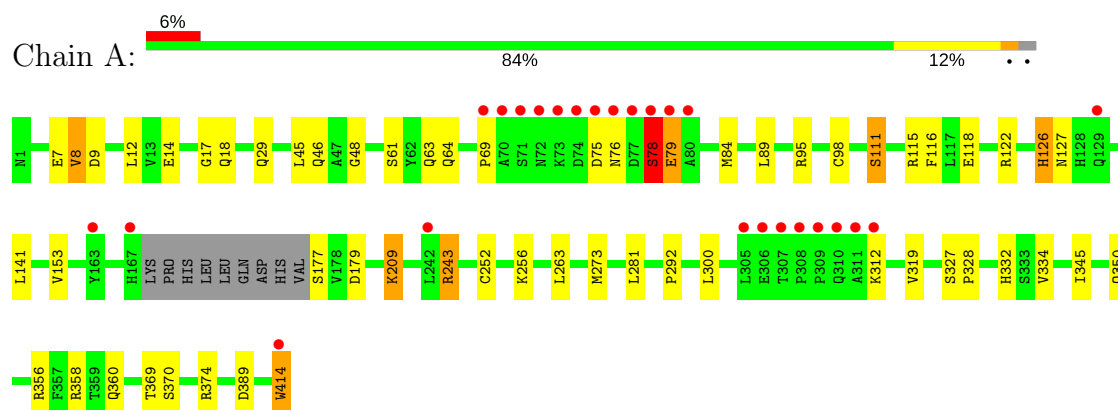 6%
Chain A:
84% 12% • •
N1 E7 V8 D9 L12 V13 E14 G17 Q18 Q29 L45 Q46 A47 G48 S61 Y62 Q63 Q64 P69 A70 S71 N72 K73 D74 D75 N76 D77 S78 E79 A80 M84 L89 R95 C98 S111 R115 F116 L117 E118 R122 H126 N127 H128 Q129
L141 V153 Y163 H167 LYS PRO HIS LEU LEU GLN ASP HIS VAL S177 V178 D179 K209 L242 R243 C252 K256 L263 M273 L281 P292 L300 L305 E306 T307 P308 P309 Q310 A311 K312 V319 S327 P328 H332 S333 V334 I345
R356 F357 R358 T359 Q360 T369 S370 R374 D389 W414